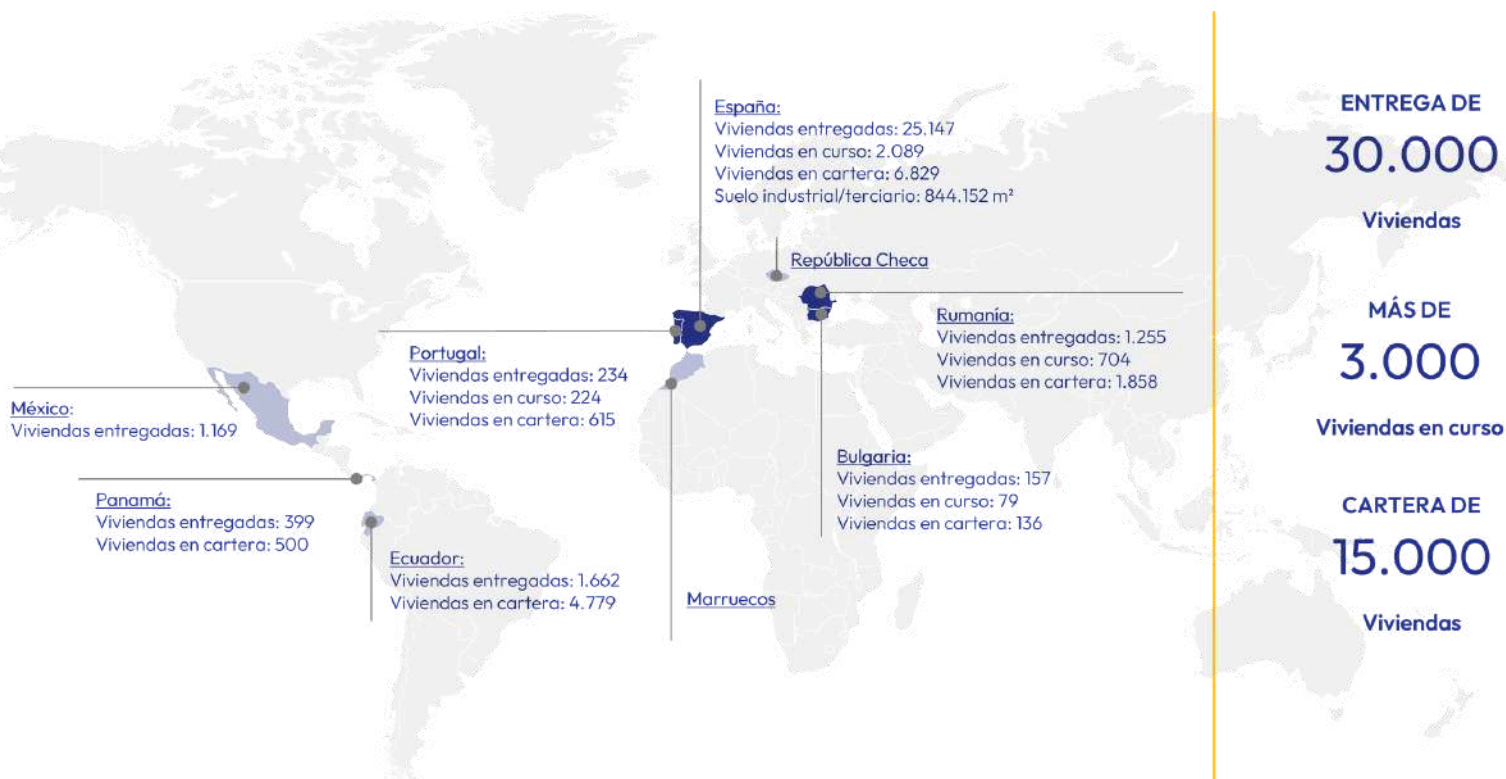 España:
Viviendas entregadas: 25.147
Viviendas en curso: 2.089
Viviendas en cartera: 6.829
Suelo industrial/terciario: 844.152 m²
República Checa
Rumanía:
Viviendas entregadas: 1.255
Viviendas en curso: 704
Viviendas en cartera: 1.858
Portugal:
Viviendas entregadas: 234
Viviendas en curso: 224
Viviendas en cartera: 615
México:
Viviendas entregadas: 1.169
Bulgaria:
Viviendas entregadas: 157
Viviendas en curso: 79
Viviendas en cartera: 136
Panamá:
Viviendas entregadas: 399
Viviendas en cartera: 500
Ecuador:
Viviendas entregadas: 1.662
Viviendas en cartera: 4.779
Marruecos
ENTREGA DE
30.000
Viviendas
MÁS DE
3.000
Viviendas en curso
CARTERA DE
15.000
Viviendas